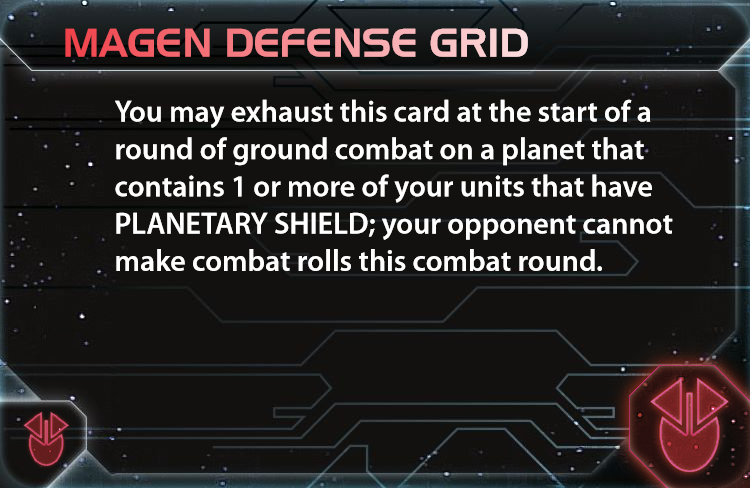 MAGEN DEFENSE GRID
You may exhaust this card at the start of a
round of ground combat on a planet that
contains 1 or more of your units that have
PLANETARY SHIELD; your opponent cannot
make combat rolls this combat round.